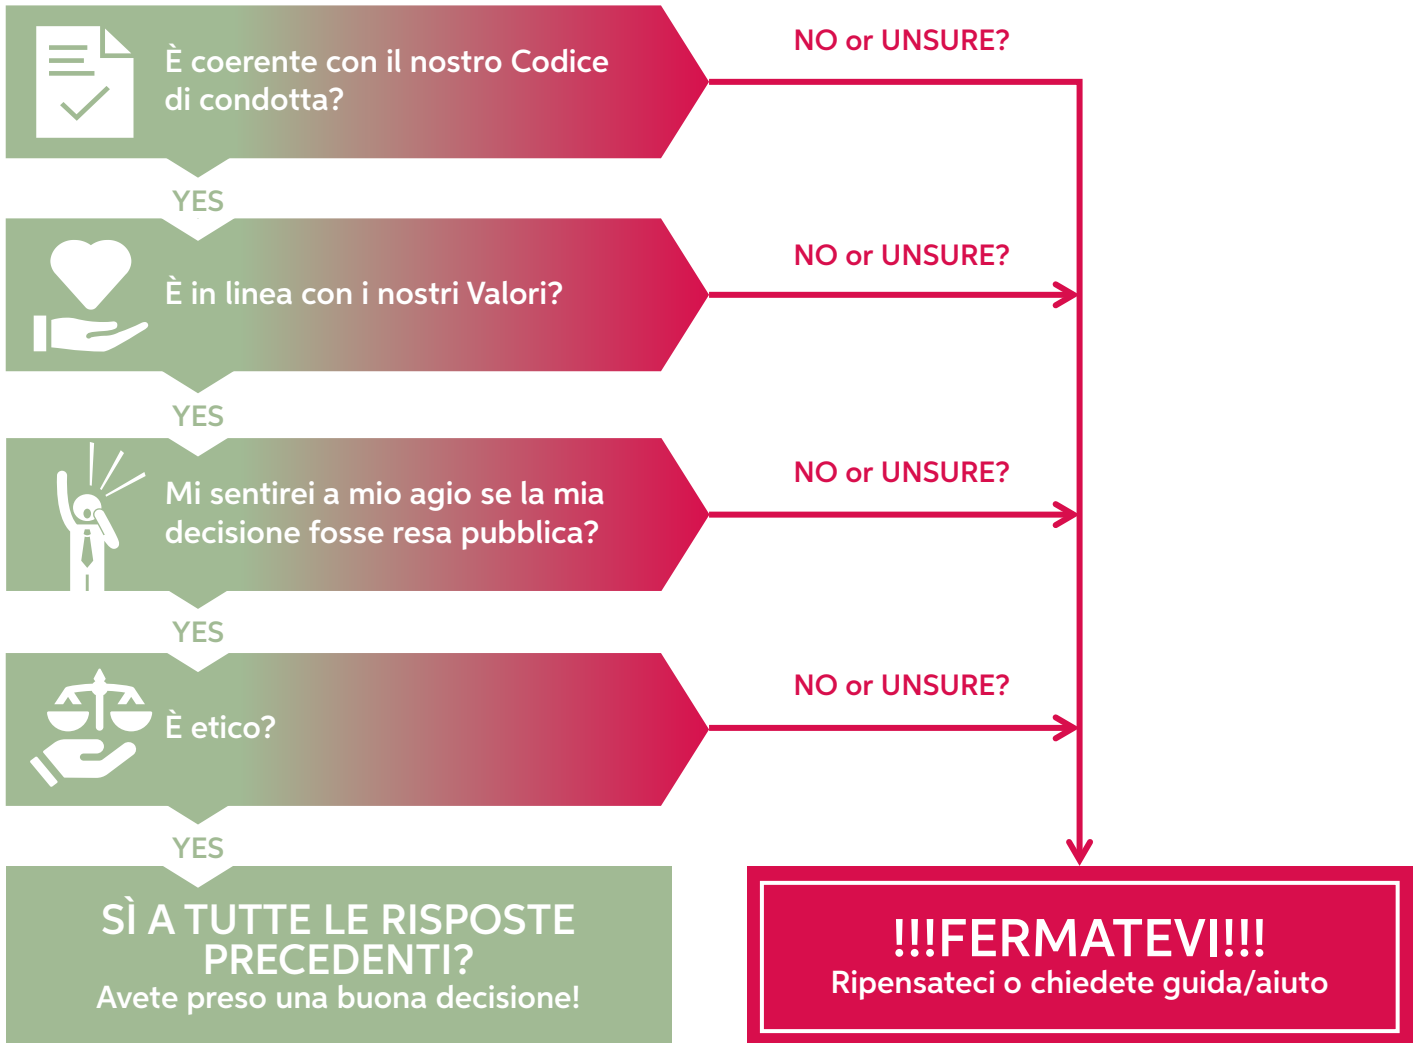 È coerente con il nostro Codice
di condotta?
NO or UNSURE?
YES
È in linea con i nostri Valori?
NO or UNSURE?
YES
Mi sentirei a mio agio se la mia
decisione fosse resa pubblica?
NO or UNSURE?
YES
È etico?
NO or UNSURE?
YES
SÌ A TUTTE LE RISPOSTE
PRECEDENTI?
Avete preso una buona decisione!
!!!FERMATEVI!!!
Ripensateci o chiedete guida/aiuto